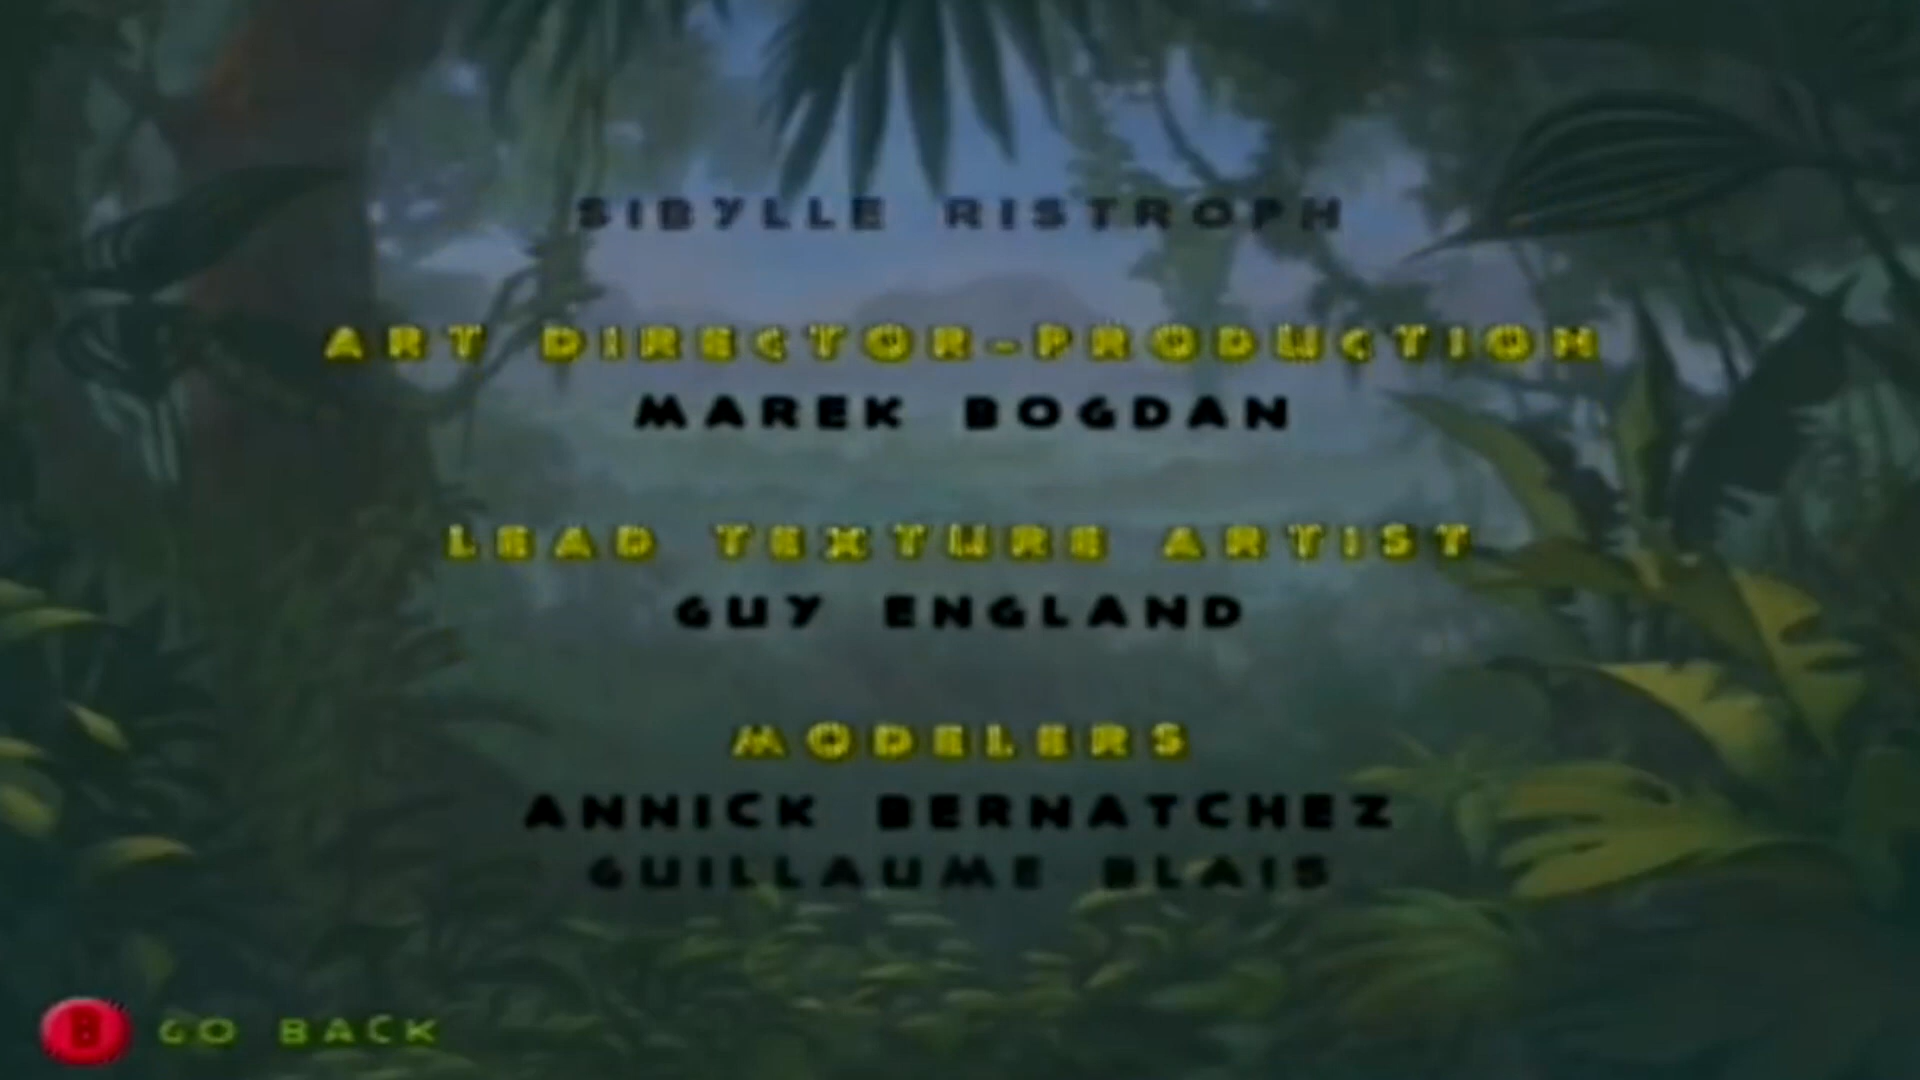 SIBYLLE RISTROPH
ART DIRECTOR-PRODUCTION
MAREK BOGDAN
LEAD TEXTURE ARTIST
GUY ENGLAND
MODELERS
ANNICK BERNATCHEZ
GUILLAUME BLAIS
B GO BACK